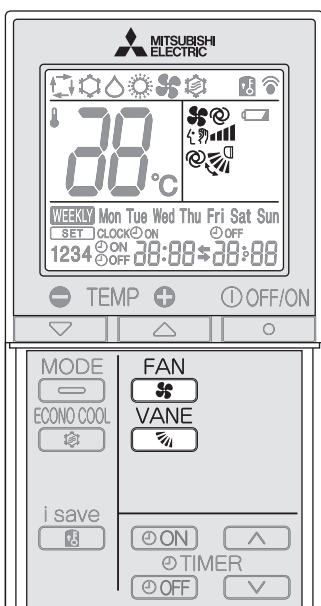 MITSUBISHI
ELECTRIC
88°C
WEEKLY Mon Tue Wed Thu Fri Sat Sun
SET CLOCK ON OFF
1234 ON 88:88 88:88
OFF
TEMP OFF/ON
MODE FAN
ECONO COOL VANE
i save
ON
TIMER
OFF